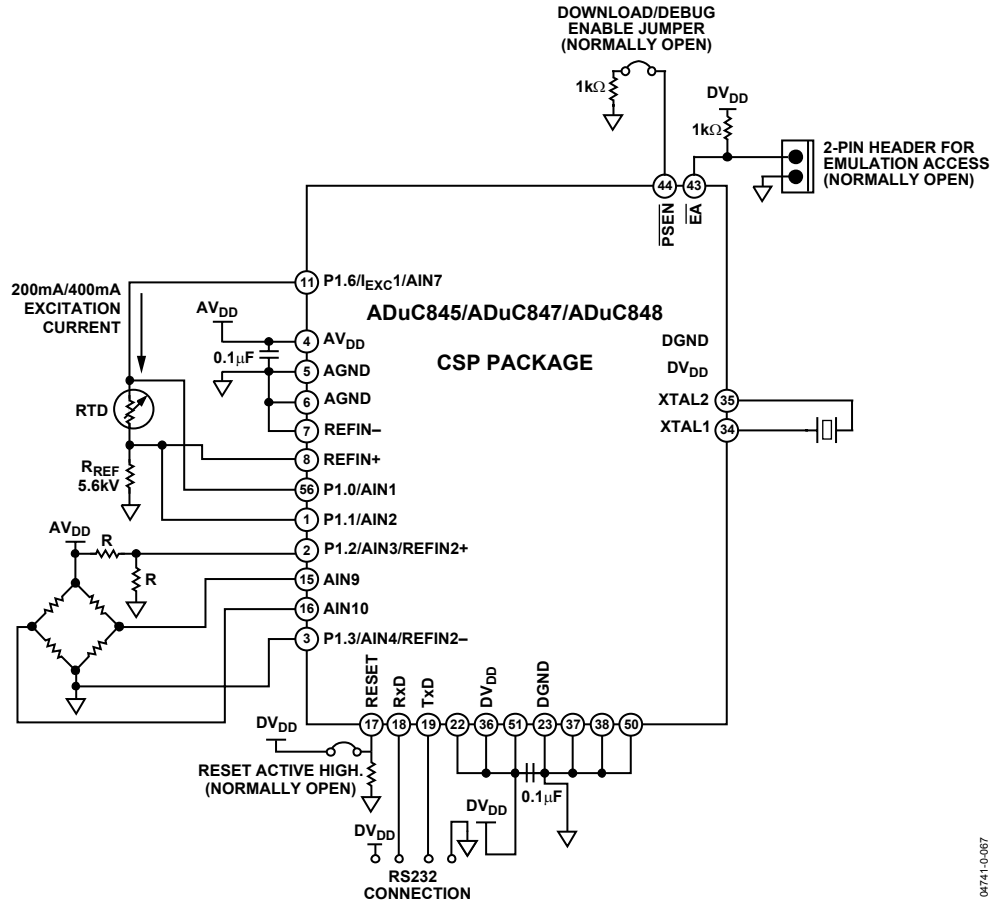 DOWNLOAD/DEBUG
ENABLE JUMPER
(NORMALLY OPEN)
1kΩ
DVDD
1kΩ
2-PIN HEADER FOR
EMULATION ACCESS
(NORMALLY OPEN)
44
43
PSEN
EA
200mA/400mA
EXCITATION
CURRENT
11 P1.6/IEXC1/AIN7
ADuC845/ADuC847/ADuC848
CSP PACKAGE
AVDD
4 AVDD
0.1μF
5 AGND
6 AGND
7 REFIN–
8 REFIN+
56 P1.0/AIN1
1 P1.1/AIN2
2 P1.2/AIN3/REFIN2+
15 AIN9
16 AIN10
3 P1.3/AIN4/REFIN2–
RTD
RREF
5.6kV
AVDD
R
R
DGND
DVDD
XTAL2 35
XTAL1 34
RESET
RxD
TxD
DVDD
DGND
17
18
19
22
36
51
23
37
38
50
DVDD
RESET ACTIVE HIGH.
(NORMALLY OPEN)
0.1μF
DVDD
DVDD
RS232
CONNECTION
04741-0-067